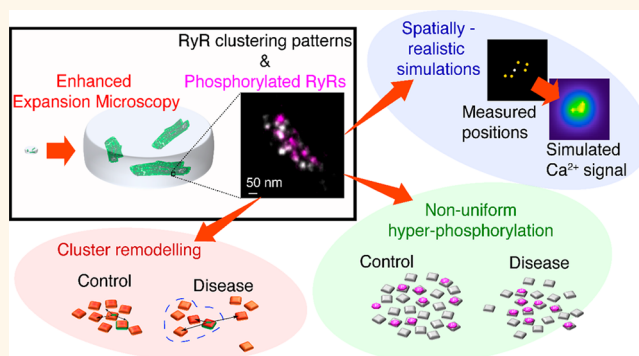 RyR clustering patterns
&
Phosphorylated RyRs
Enhanced
Expansion Microscopy
50 nm
Spatially -
realistic
simulations
Measured
positions
Simulated
Ca²⁺ signal
Cluster remodelling
Control
Disease
Non-uniform
hyper-phosphorylation
Control
Disease